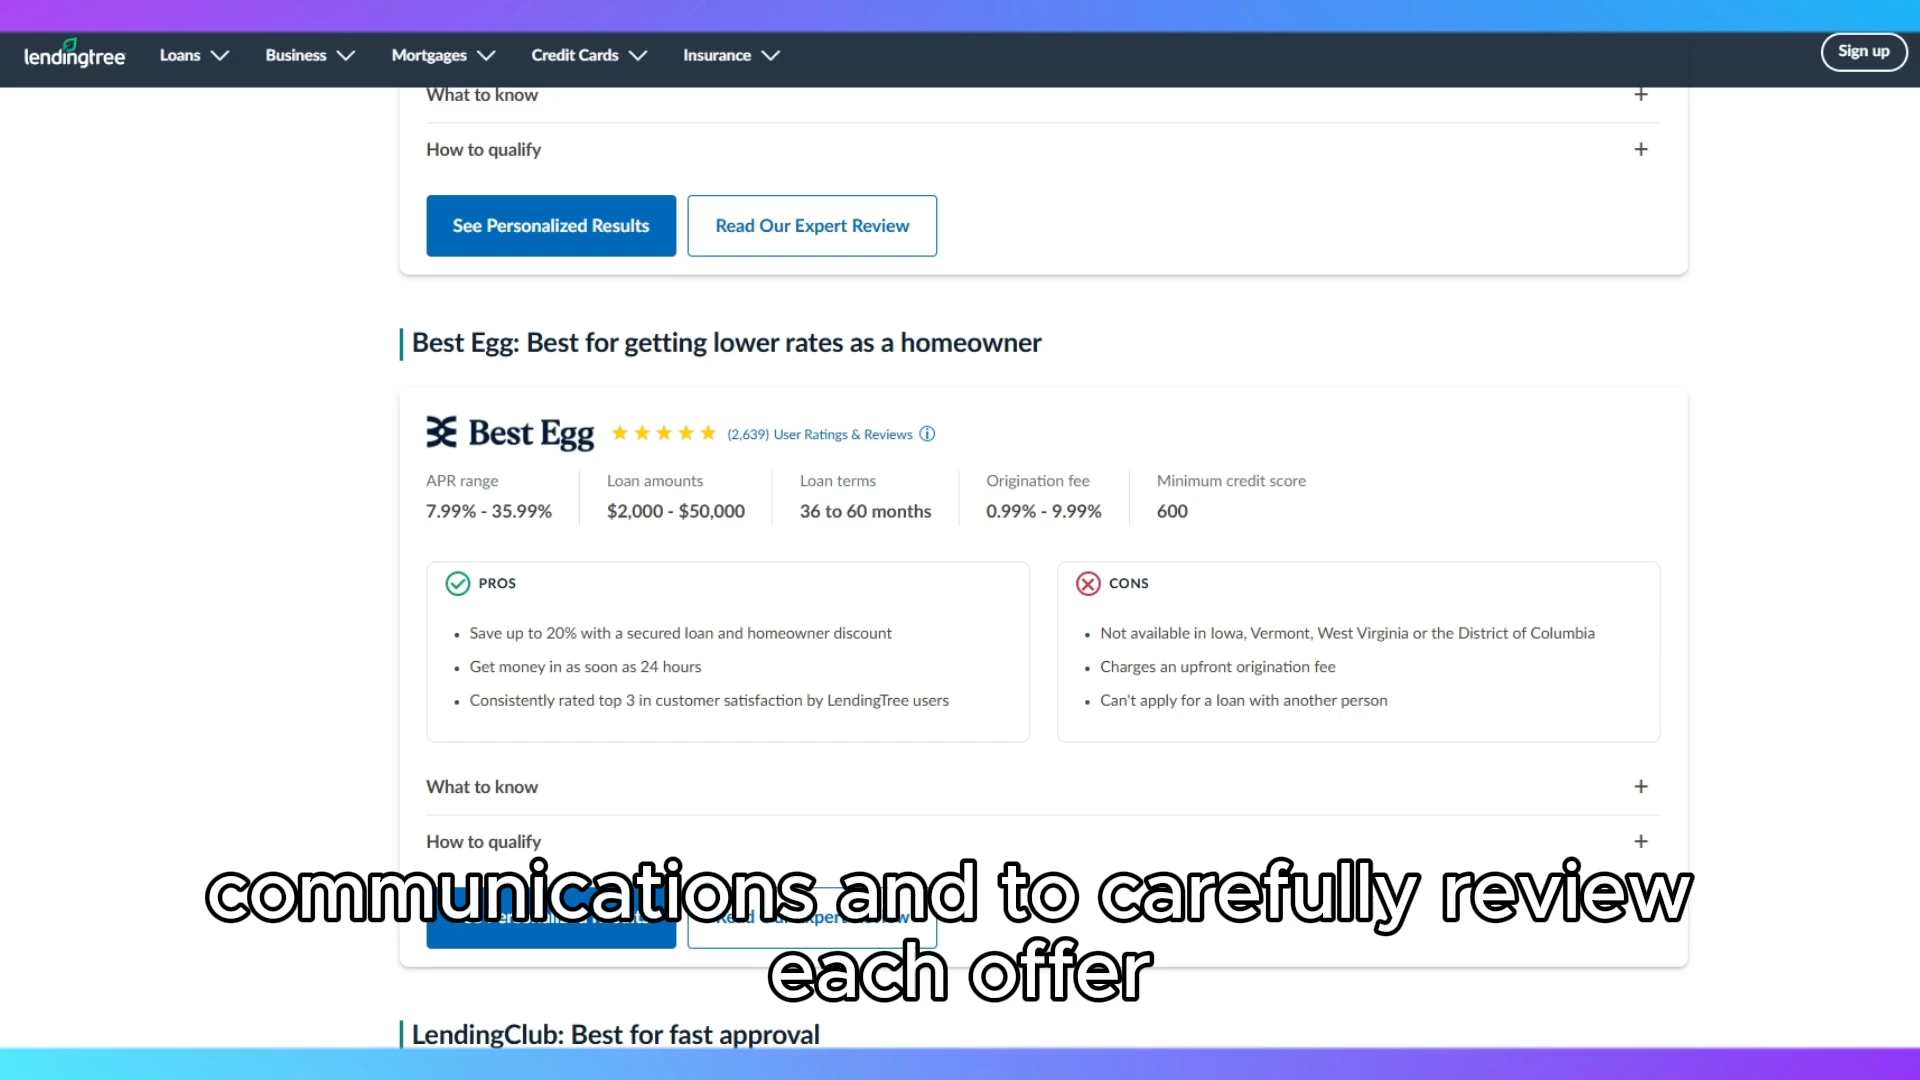 lendingtree Loans Business Mortgages Credit Cards Insurance Sign up
What to know +
How to qualify +
See Personalized Results Read Our Expert Review
Best Egg: Best for getting lower rates as a homeowner
Best Egg (2,639) User Ratings & Reviews
APR range Loan amounts Loan terms Origination fee Minimum credit score
7.99% - 35.99% $2,000 - $50,000 36 to 60 months 0.99% - 9.99% 600
PROS
• Save up to 20% with a secured loan and homeowner discount
• Get money in as soon as 24 hours
• Consistently rated top 3 in customer satisfaction by LendingTree users
CONS
• Not available in Iowa, Vermont, West Virginia or the District of Columbia
• Charges an upfront origination fee
• Can't apply for a loan with another person
What to know +
How to qualify +
communications and to carefully review
each offer
LendingClub: Best for fast approval